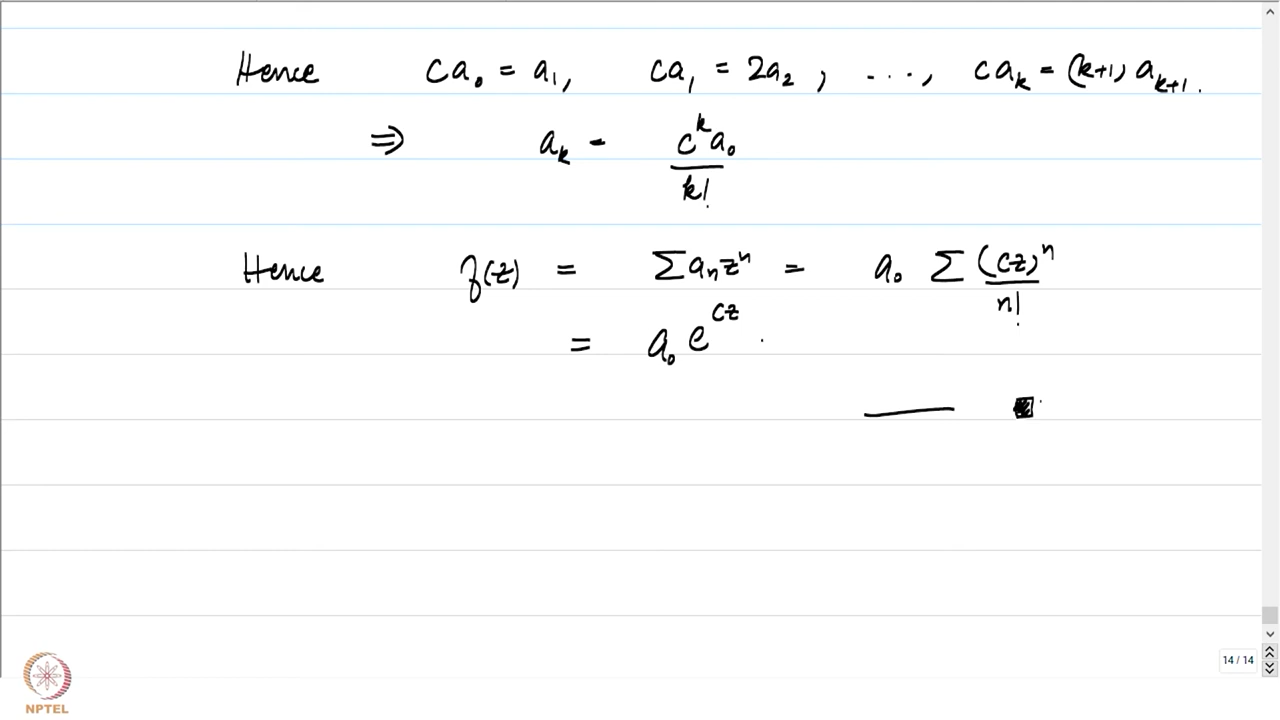 Hence ca₀ = a₁, ca₁ = 2a₂, ..., caₖ = (k+1) aₖ₊₁.
⇒ aₖ = cᵏa₀ / k!
Hence f(z) = Σ aₙzⁿ = a₀ Σ (cz)ⁿ / n!
= a₀ e^{cz}.
14 / 14
NPTEL